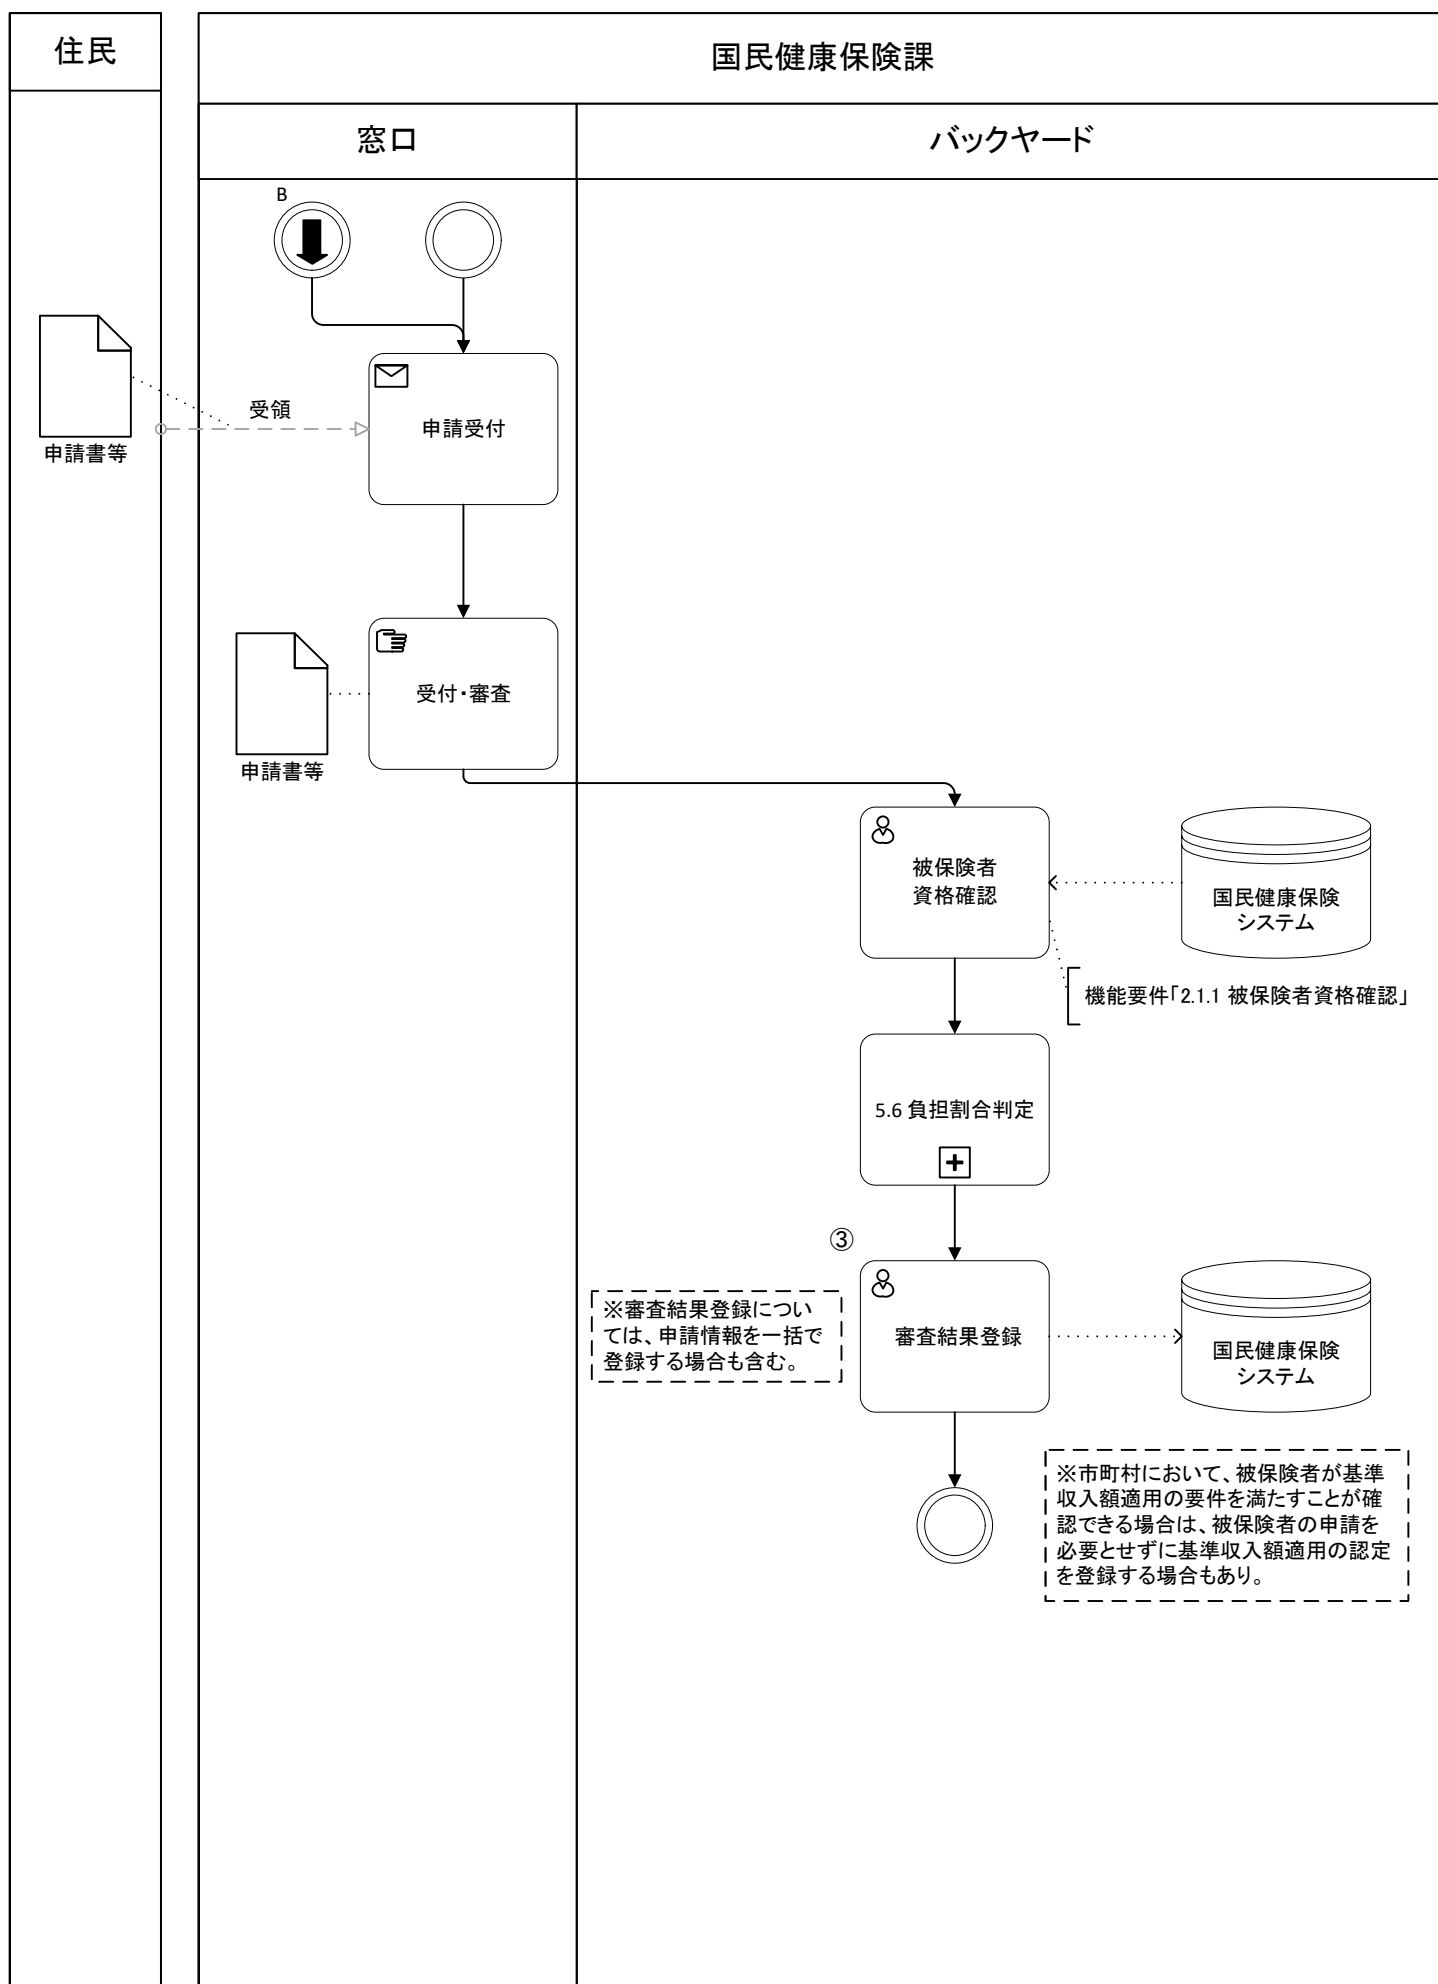 住民
国民健康保険課
窓口
バックヤード
B
受領
申請書等
申請受付
受付・審査
申請書等
被保険者
資格確認
国民健康保険
システム
機能要件「2.1.1 被保険者資格確認」
5.6 負担割合判定
③
※審査結果登録につい
ては、申請情報を一括で
登録する場合も含む。
審査結果登録
国民健康保険
システム
※市町村において、被保険者が基準
収入額適用の要件を満たすことが確
認できる場合は、被保険者の申請を
必要とせずに基準収入額適用の認定
を登録する場合もあり。